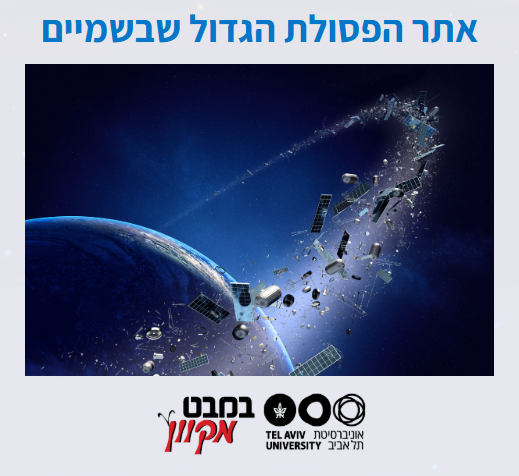 אתר הפסולת הגדול שבשמיים
במבט
מקוון
TEL AVIV אוניברסיטת
UNIVERSITY תל אביב